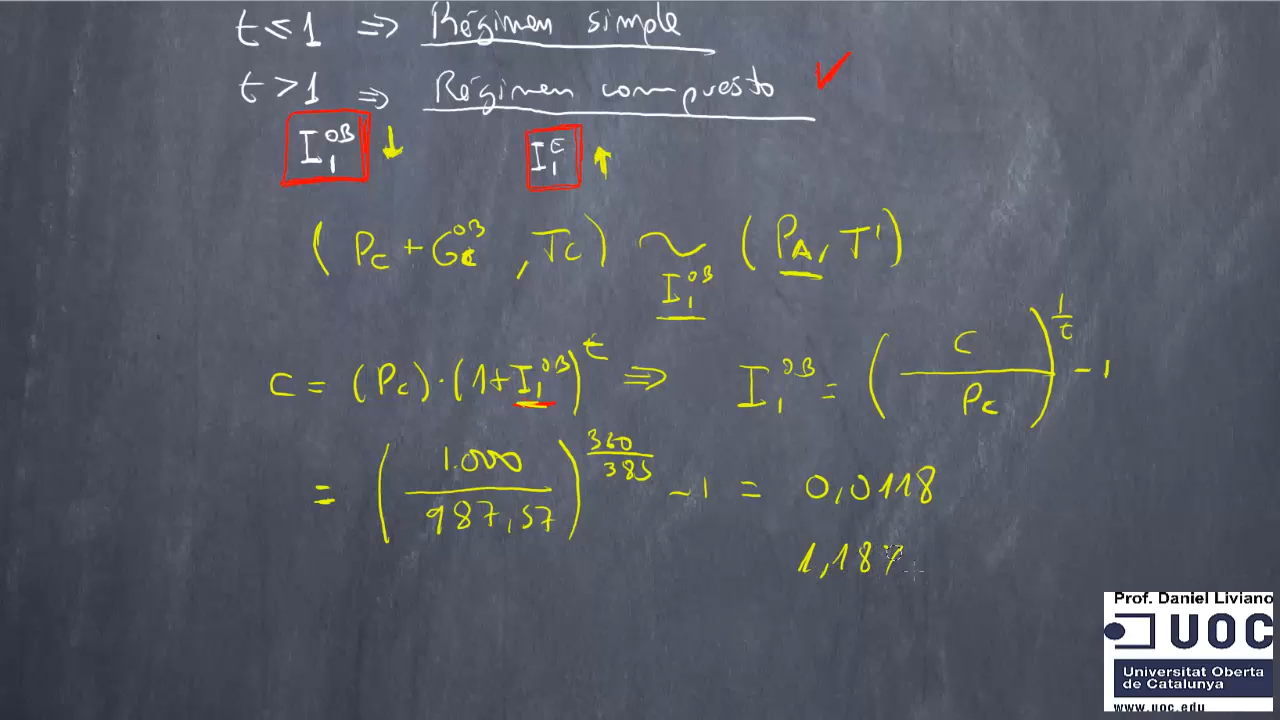 t ≤ 1 ⇒ Régimen simple
t > 1 ⇒ Régimen compuesto ✓
I₁^OB ↓ I₁^E ↑
(P_C + G_C^OB, T_C) ~ (P_A, T')
I₁^OB
C = (P_C) · (1 + I₁^OB)^t ⇒ I₁^OB = (C / P_C)^(1/t) - 1
= (1.000 / 987,57)^(360/385) - 1 = 0,0118
1,18%
Prof. Daniel Liviano
UOC
Universitat Oberta
de Catalunya
www.uoc.edu